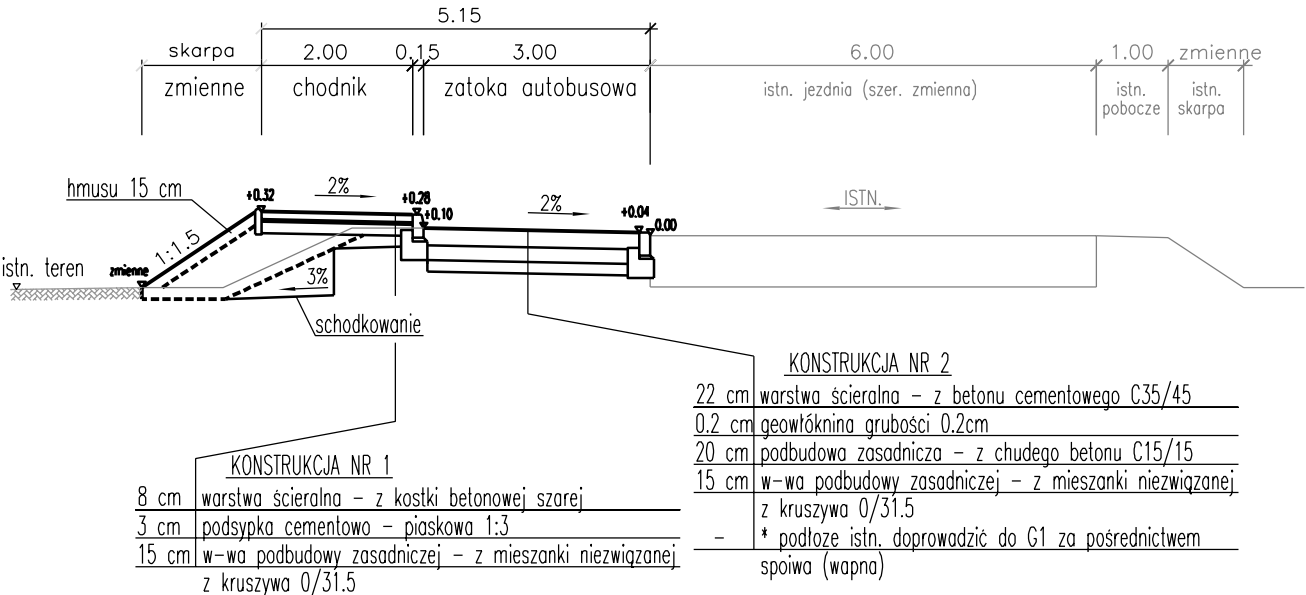 5.15
skarpa 2.00 0.15 3.00 6.00 1.00 zmienne
zmienne chodnik zatoka autobusowa istn. jezdnia (szer. zmienna) istn. pobocze istn. skarpa
hmusu 15 cm
+0.32 2% +0.28 +0.10 2% +0.04 0.00 ISTN.
1:1.5
istn. teren zmienne 3%
schodkowanie
KONSTRUKCJA NR 2
22 cm warstwa ścieralna – z betonu cementowego C35/45
0.2 cm geowłóknina grubości 0.2cm
20 cm podbudowa zasadnicza – z chudego betonu C15/15
15 cm w-wa podbudowy zasadniczej – z mieszanki niezwiązanej
z kruszywa 0/31.5
– * podłoże istn. doprowadzić do G1 za pośrednictwem
spoiwa (wapna)
KONSTRUKCJA NR 1
8 cm warstwa ścieralna – z kostki betonowej szarej
3 cm podsypka cementowo – piaskowa 1:3
15 cm w-wa podbudowy zasadniczej – z mieszanki niezwiązanej
z kruszywa 0/31.5